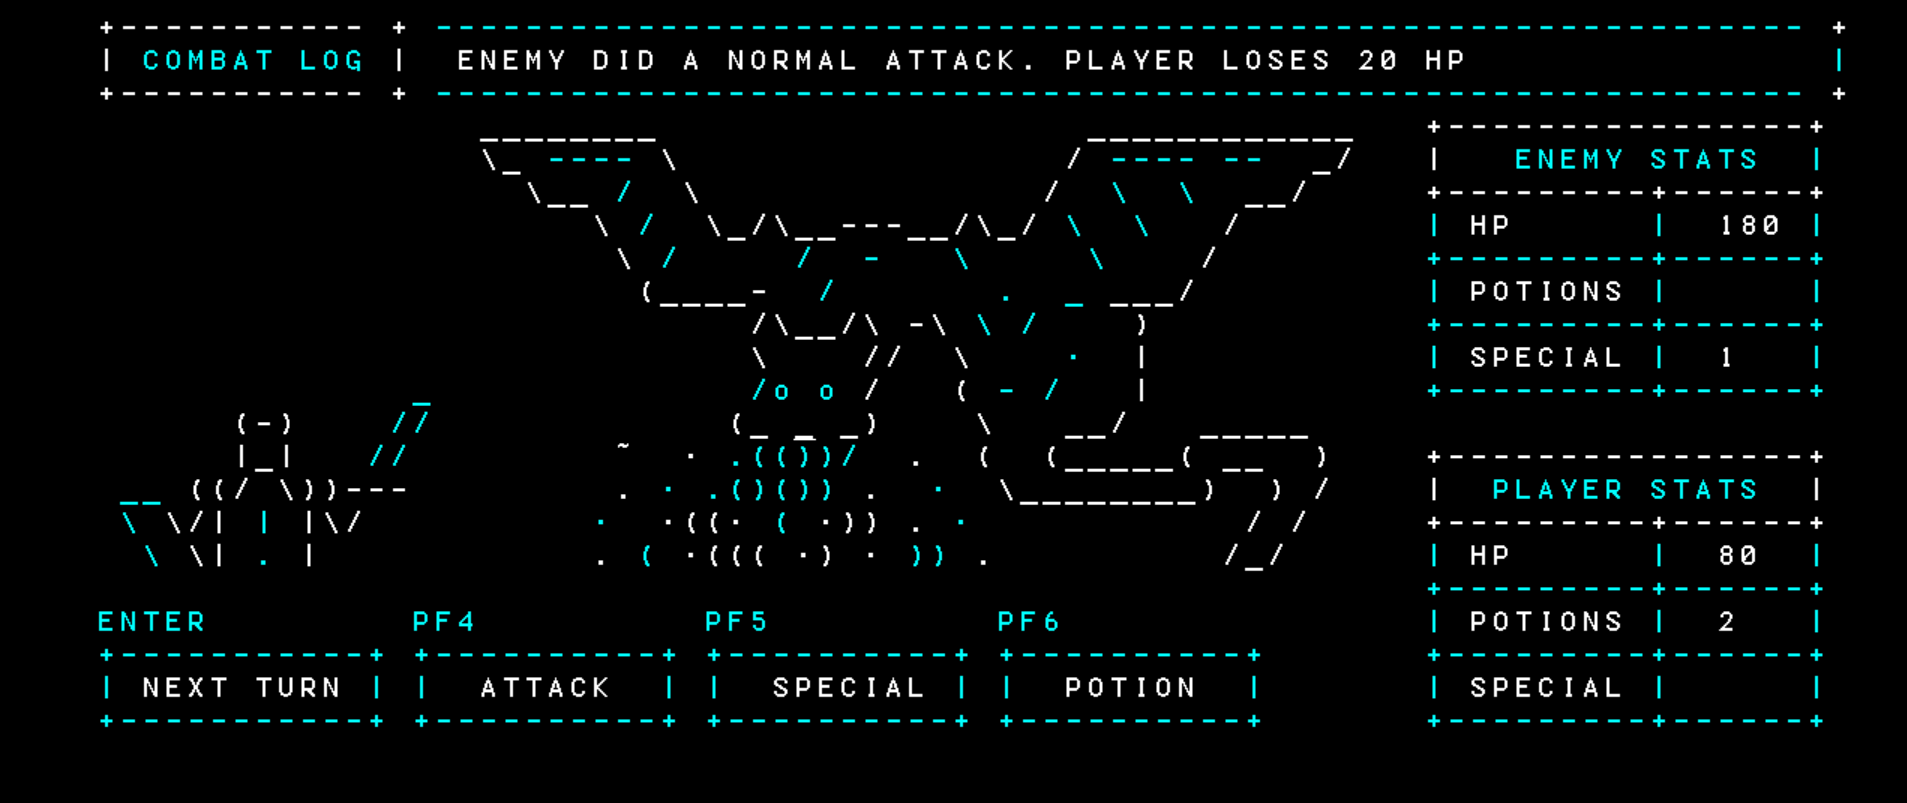 COMBAT LOG ENEMY DID A NORMAL ATTACK. PLAYER LOSES 20 HP
ENEMY STATS
HP 180
POTIONS
SPECIAL 1
PLAYER STATS
HP 80
POTIONS 2
SPECIAL
ENTER PF4 PF5 PF6
NEXT TURN ATTACK SPECIAL POTION